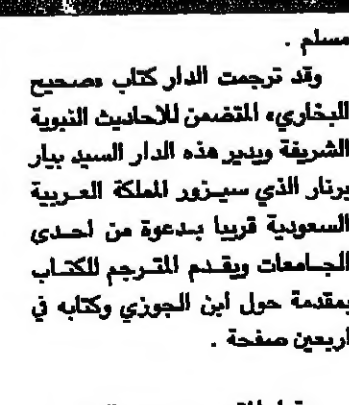 مسلم .
وقد ترجمت الدار كتاب «صحيح
البخاري» المتضمن للاحاديث النبوية
الشريفة ويدير هذه الدار السيد بيار
برنار الذي سيزور المملكة العربية
السعودية قريبا بدعوة من احدى
الجامعات ويقدم المترجم للكتاب
بمقدمة حول ابن الجوزي وكتابه في
اربعين صفحة .